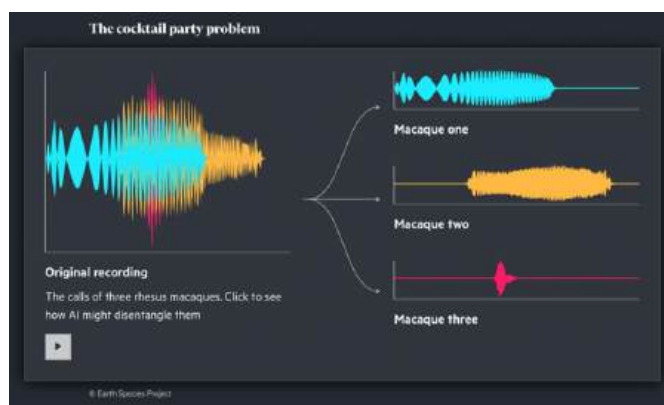 The cocktail party problem
Original recording
The calls of three rhesus macaques. Click to see
how AI might disentangle them
Macaque one
Macaque two
Macaque three
© Earth Species Project